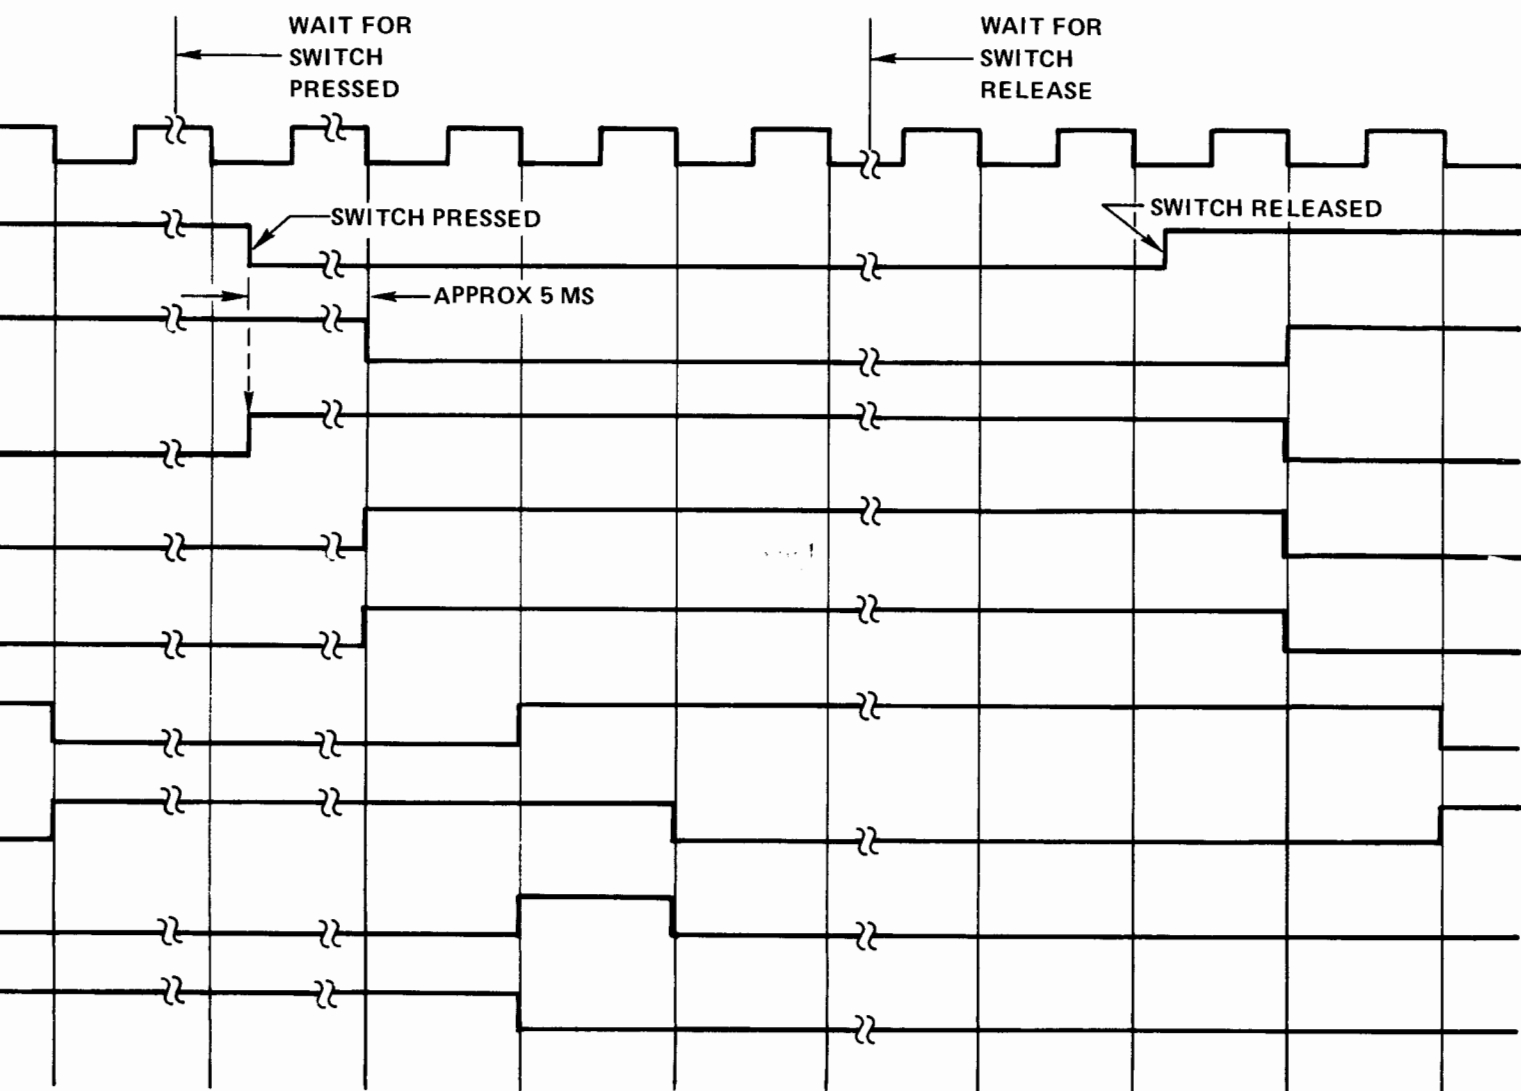 WAIT FOR
SWITCH
PRESSED
WAIT FOR
SWITCH
RELEASE
SWITCH PRESSED
SWITCH RELEASED
APPROX 5 MS